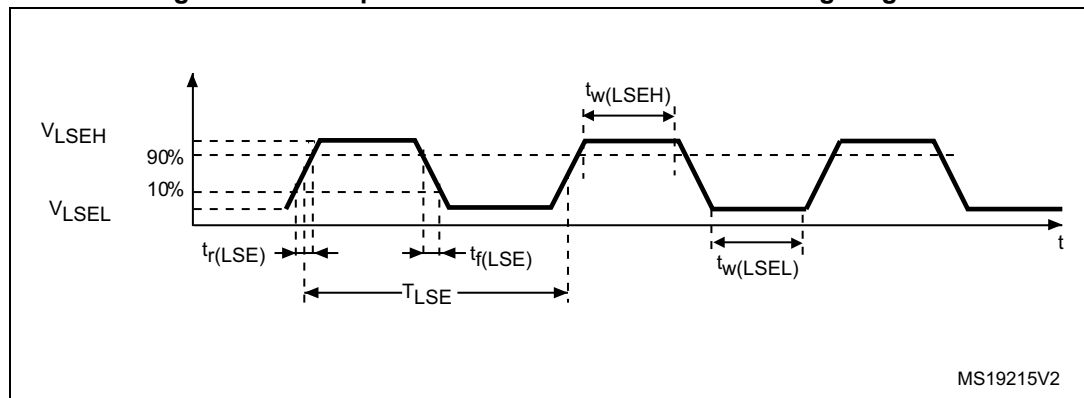 tw(LSEH)
VLSEH
90%
10%
VLSEL
tr(LSE)
tf(LSE)
tw(LSEL)
t
TLSE
MS19215V2